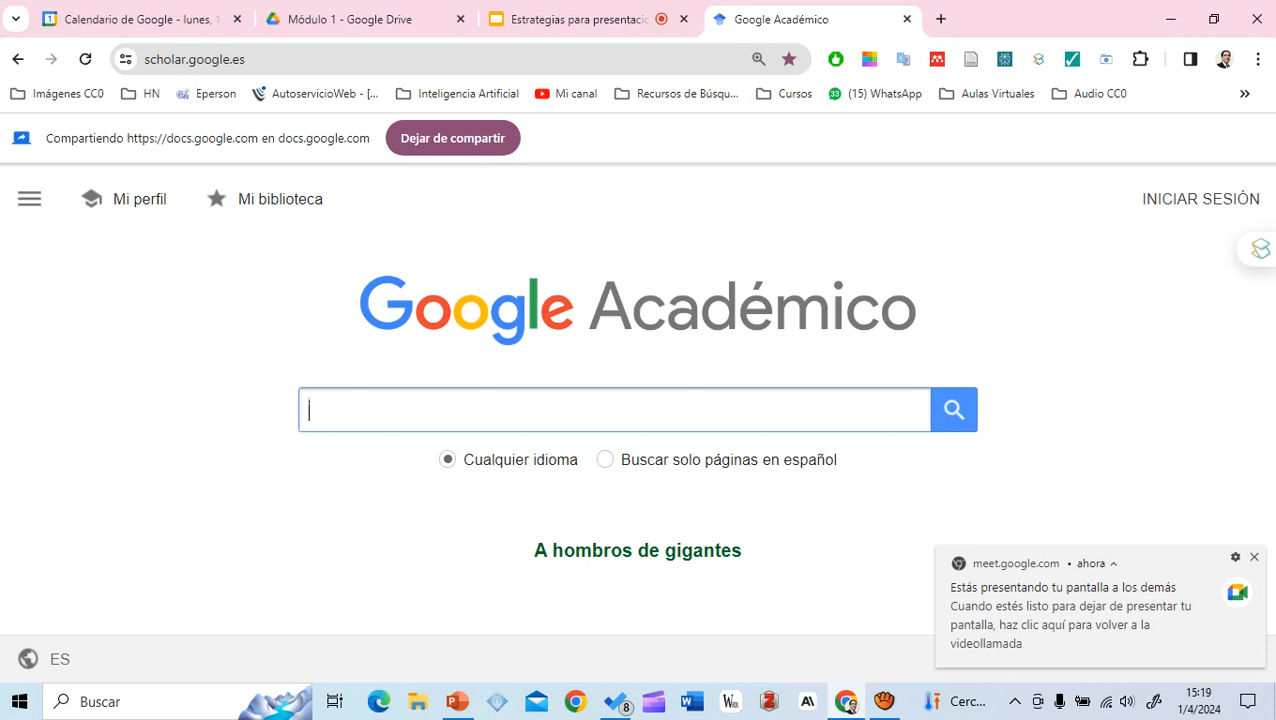 Calendario de Google - lunes, 1
Módulo 1 - Google Drive
Estrategias para presentacio
Google Académico
scholar.google.es
Imágenes CC0
HN
Eperson
AutoservicioWeb - [...
Inteligencia Artificial
Mi canal
Recursos de Búsqu...
Cursos
33
(15) WhatsApp
Aulas Virtuales
Audio CC0
Compartiendo https://docs.google.com en docs.google.com
Dejar de compartir
Mi perfil
Mi biblioteca
INICIAR SESIÓN
Google Académico
Cualquier idioma
Buscar solo páginas en español
A hombros de gigantes
meet.google.com • ahora
Estás presentando tu pantalla a los demás
Cuando estés listo para dejar de presentar tu
pantalla, haz clic aquí para volver a la
videollamada
ES
Buscar
8
Cerc...
15:19
1/4/2024